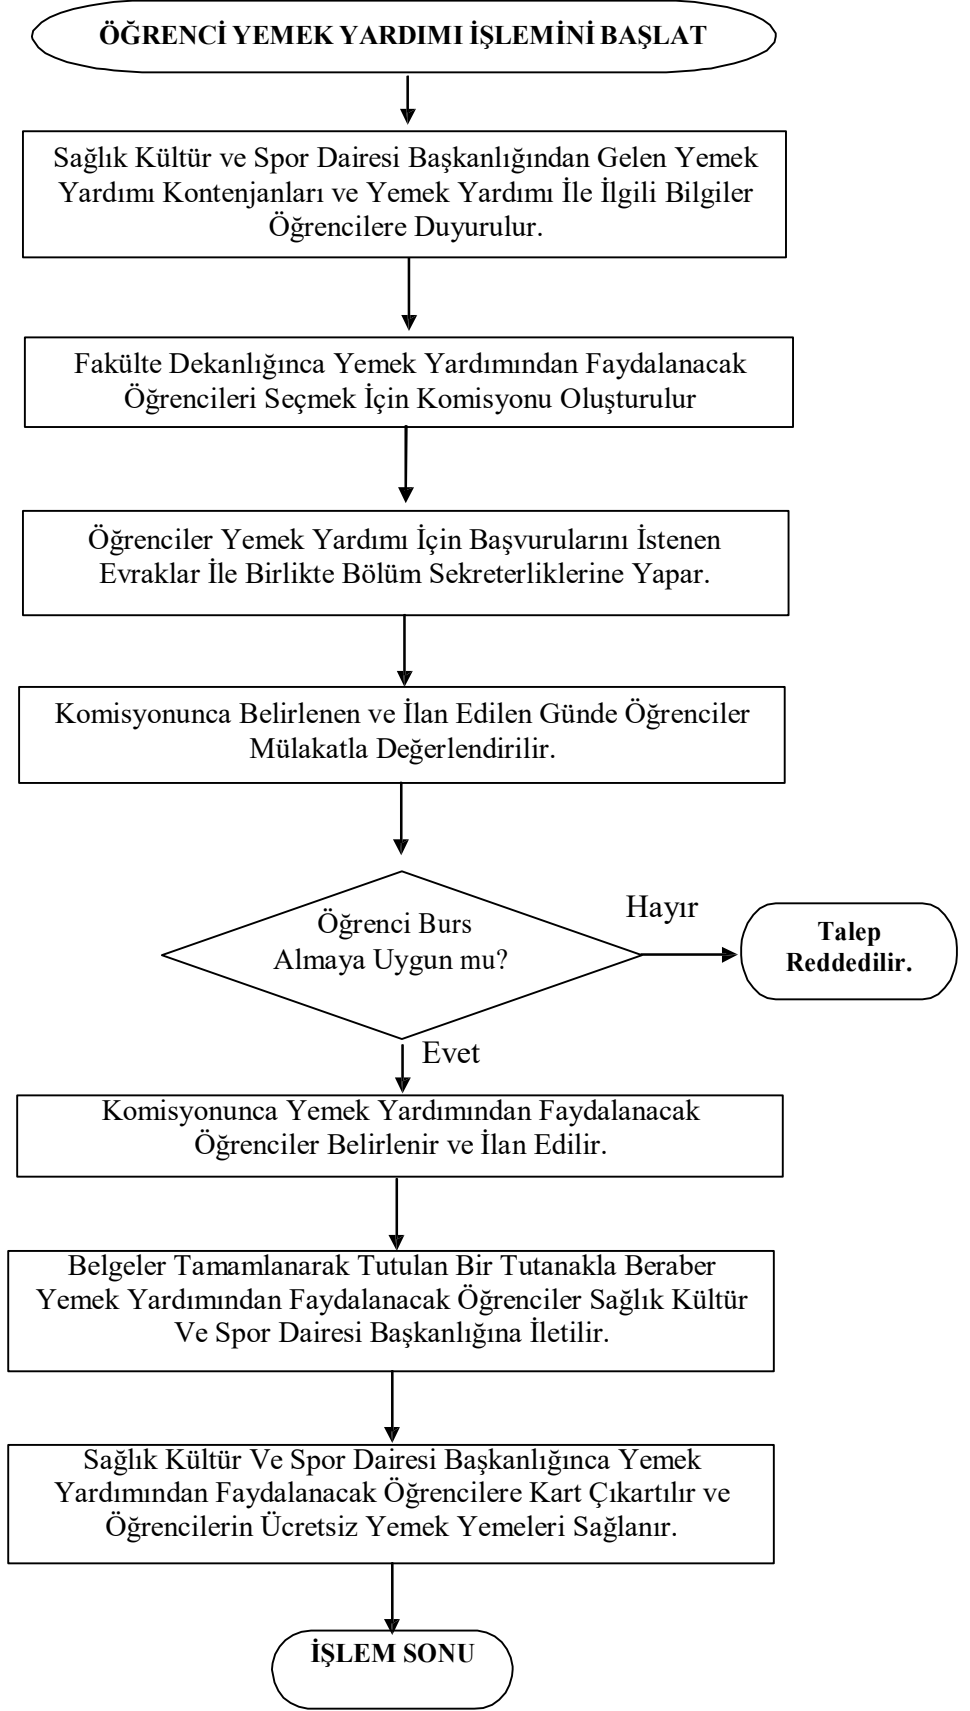 ÖĞRENCİ YEMEK YARDIMI İŞLEMİNİ BAŞLAT
Sağlık Kültür ve Spor Dairesi Başkanlığından Gelen Yemek
Yardımı Kontenjanları ve Yemek Yardımı İle İlgili Bilgiler
Öğrencilere Duyurulur.
Fakülte Dekanlığınca Yemek Yardımından Faydalanacak
Öğrencileri Seçmek İçin Komisyonu Oluşturulur
Öğrenciler Yemek Yardımı İçin Başvurularını İstenen
Evraklar İle Birlikte Bölüm Sekreterliklerine Yapar.
Komisyonunca Belirlenen ve İlan Edilen Günde Öğrenciler
Mülakatla Değerlendirilir.
Öğrenci Burs
Almaya Uygun mu?
Hayır
Talep
Reddedilir.
Evet
Komisyonunca Yemek Yardımından Faydalanacak
Öğrenciler Belirlenir ve İlan Edilir.
Belgeler Tamamlanarak Tutulan Bir Tutanakla Beraber
Yemek Yardımından Faydalanacak Öğrenciler Sağlık Kültür
Ve Spor Dairesi Başkanlığına İletilir.
Sağlık Kültür Ve Spor Dairesi Başkanlığınca Yemek
Yardımından Faydalanacak Öğrencilere Kart Çıkartılır ve
Öğrencilerin Ücretsiz Yemek Yemeleri Sağlanır.
İŞLEM SONU